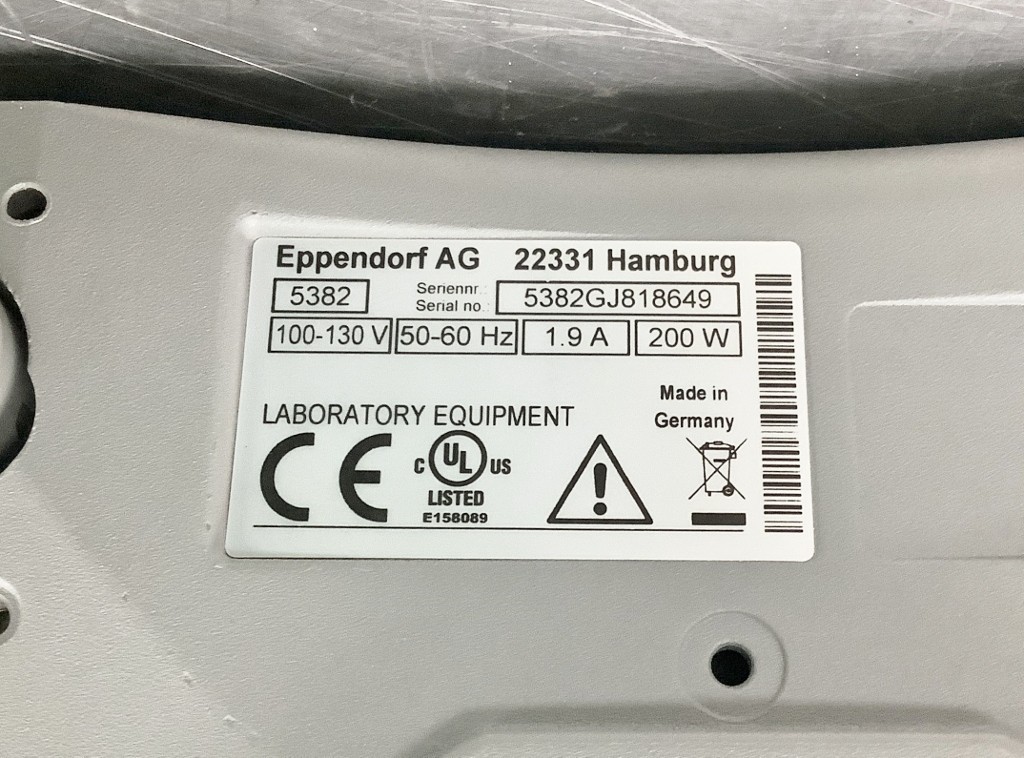 Eppendorf AG 22331 Hamburg
5382 Seriennr.: 5382GJ818649
Serial no.:
100-130 V 50-60 Hz 1.9 A 200 W
Made in
Germany
LABORATORY EQUIPMENT
CE C UL US
LISTED
E158089